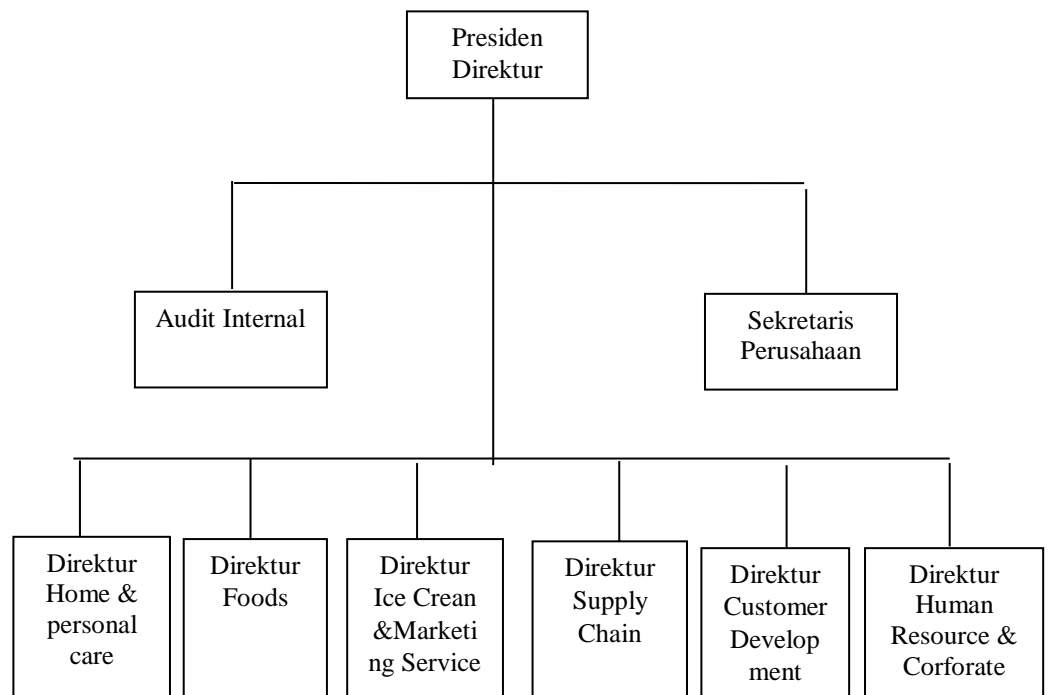 Presiden
Direktur
Audit Internal
Sekretaris
Perusahaan
Direktur
Home &
personal
care
Direktur
Foods
Direktur
Ice Crean
&Marketi
ng Service
Direktur
Supply
Chain
Direktur
Customer
Develop
ment
Direktur
Human
Resource &
Corforate